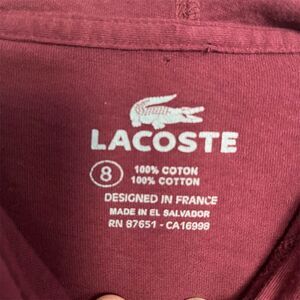 LACOSTE
8
100% COTON
100% COTTON
DESIGNED IN FRANCE
MADE IN EL SALVADOR
RN 87651 - CA16998